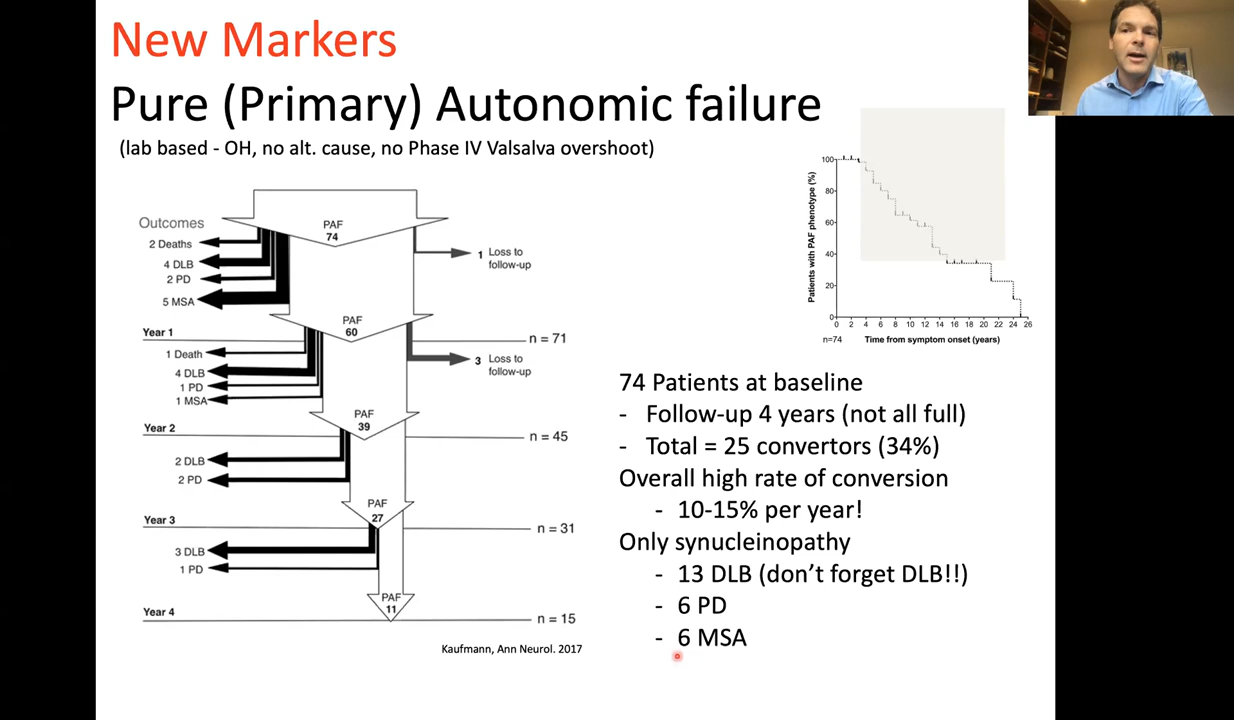 New Markers
Pure (Primary) Autonomic failure
(lab based - OH, no alt. cause, no Phase IV Valsalva overshoot)
Outcomes
PAF
74
2 Deaths
4 DLB
2 PD
5 MSA
1 Loss to
follow-up
PAF
60
Year 1
n = 71
1 Death
4 DLB
1 PD
1 MSA
3 Loss to
follow-up
PAF
39
Year 2
n = 45
2 DLB
2 PD
PAF
27
Year 3
n = 31
3 DLB
1 PD
PAF
11
Year 4
n = 15
Kaufmann, Ann Neurol. 2017
Patients with PAF phenotype (%)
100
80
60
40
20
0
0 2 4 6 8 10 12 14 16 18 20 22 24 26
n=74
Time from symptom onset (years)
74 Patients at baseline
- Follow-up 4 years (not all full)
- Total = 25 convertors (34%)
Overall high rate of conversion
- 10-15% per year!
Only synucleinopathy
- 13 DLB (don’t forget DLB!!)
- 6 PD
- 6 MSA